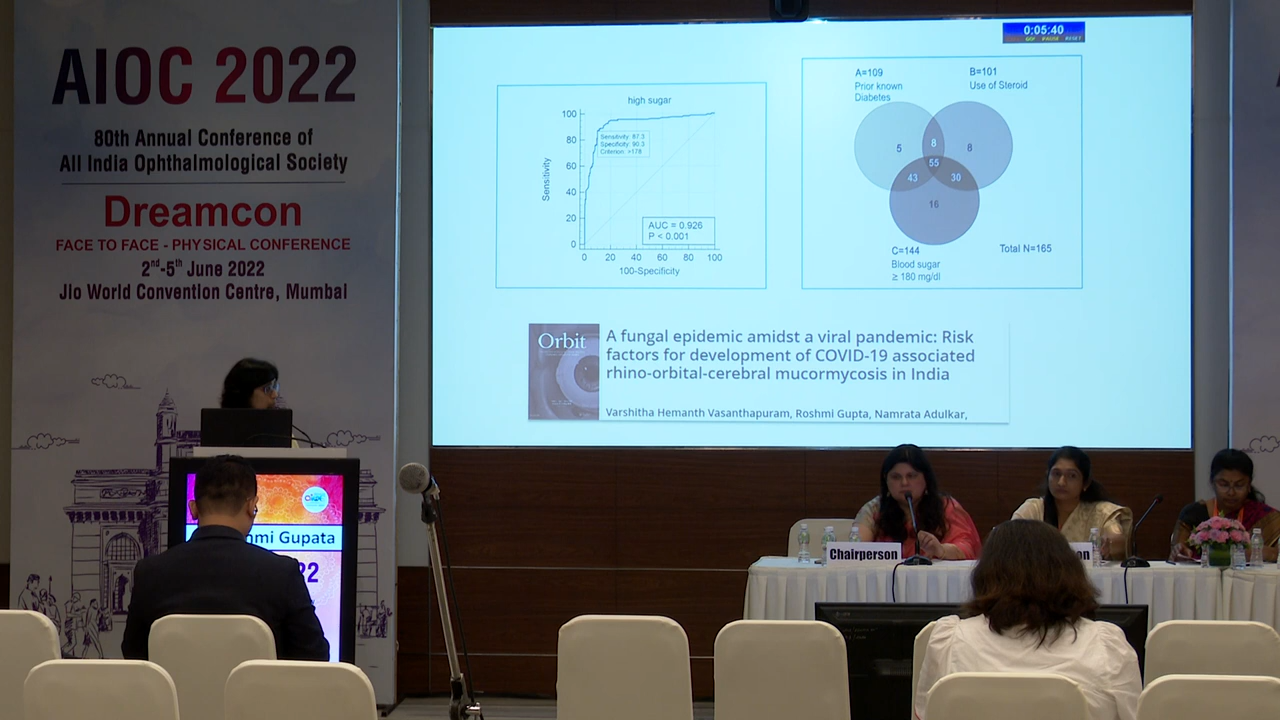 AIOC 2022
80th Annual Conference of
All India Ophthalmological Society
Dreamcon
FACE TO FACE - PHYSICAL CONFERENCE
2nd-5th June 2022
Jio World Convention Centre, Mumbai
0:05:40
high sugar
100
80
60
40
20
0
Sensitivity
Sensitivity: 87.3
Specificity: 90.3
Criterion: >178
AUC = 0.926
P < 0.001
0 20 40 60 80 100
100-Specificity
A=109
Prior known
Diabetes
B=101
Use of Steroid
5
8
8
55
43
30
16
C=144
Blood sugar
≥ 180 mg/dl
Total N=165
Orbit
A fungal epidemic amidst a viral pandemic: Risk
factors for development of COVID-19 associated
rhino-orbital-cerebral mucormycosis in India
Varshitha Hemanth Vasanthapuram, Roshmi Gupta, Namrata Adulkar,
hmi Gupata
22
Chairperson
on